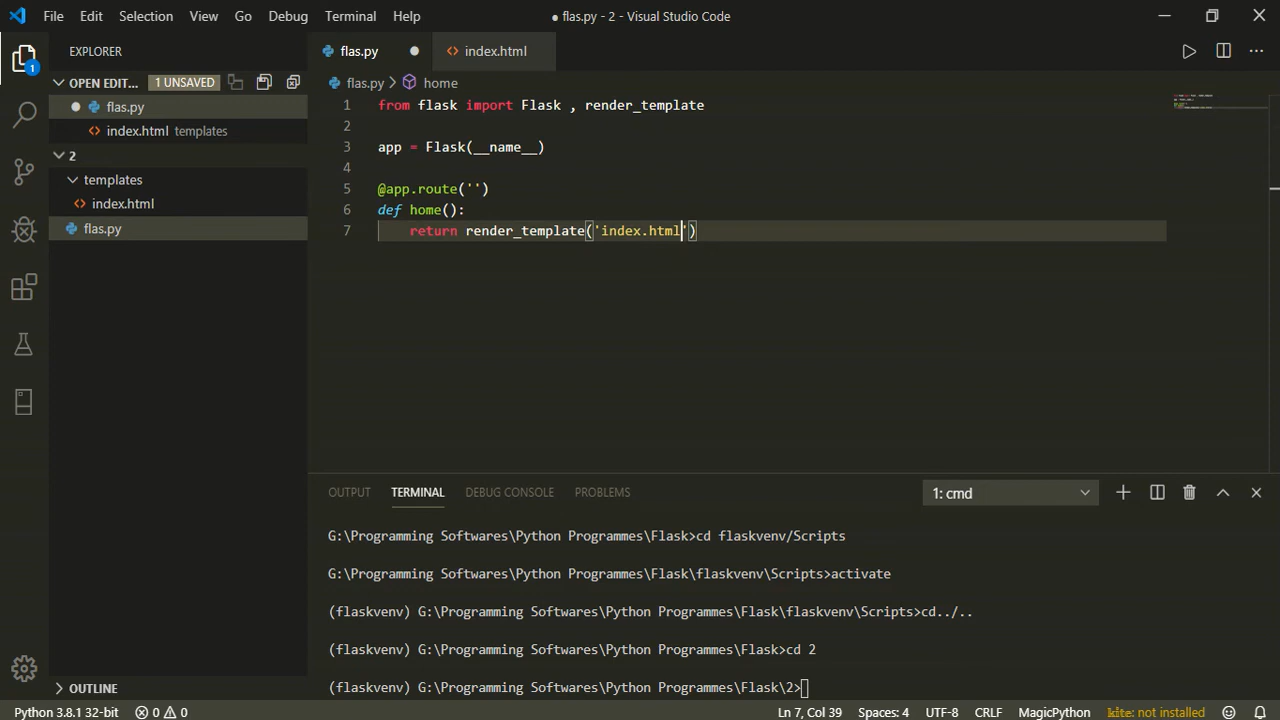 File Edit Selection View Go Debug Terminal Help
● flas.py - 2 - Visual Studio Code
EXPLORER
flas.py
index.html
1
OPEN EDIT... 1 UNSAVED
flas.py > home
flas.py
index.html templates
2
templates
index.html
flas.py
1 from flask import Flask , render_template
2
3 app = Flask(__name__)
4
5 @app.route('')
6 def home():
7 return render_template('index.html')
OUTPUT TERMINAL DEBUG CONSOLE PROBLEMS
1: cmd
G:\Programming Softwares\Python Programmes\Flask>cd flaskvenv/Scripts
G:\Programming Softwares\Python Programmes\Flask\flaskvenv\Scripts>activate
(flaskvenv) G:\Programming Softwares\Python Programmes\Flask\flaskvenv\Scripts>cd../..
(flaskvenv) G:\Programming Softwares\Python Programmes\Flask>cd 2
(flaskvenv) G:\Programming Softwares\Python Programmes\Flask\2>
OUTLINE
Python 3.8.1 32-bit 0 0 Ln 7, Col 39 Spaces: 4 UTF-8 CRLF MagicPython kite: not installed